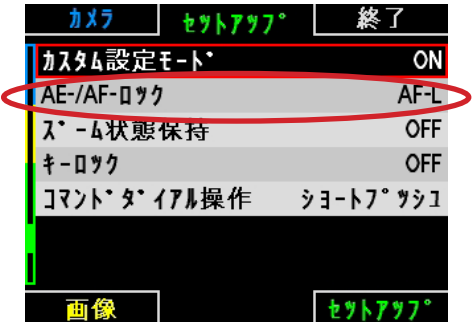 カメラ セットアップ 終了
カスタム設定モード ON
AE-/AF-ロック AF-L
ズーム状態保持 OFF
キーロック OFF
コマンドダイアル操作 ショートプッシュ
画像 セットアップ